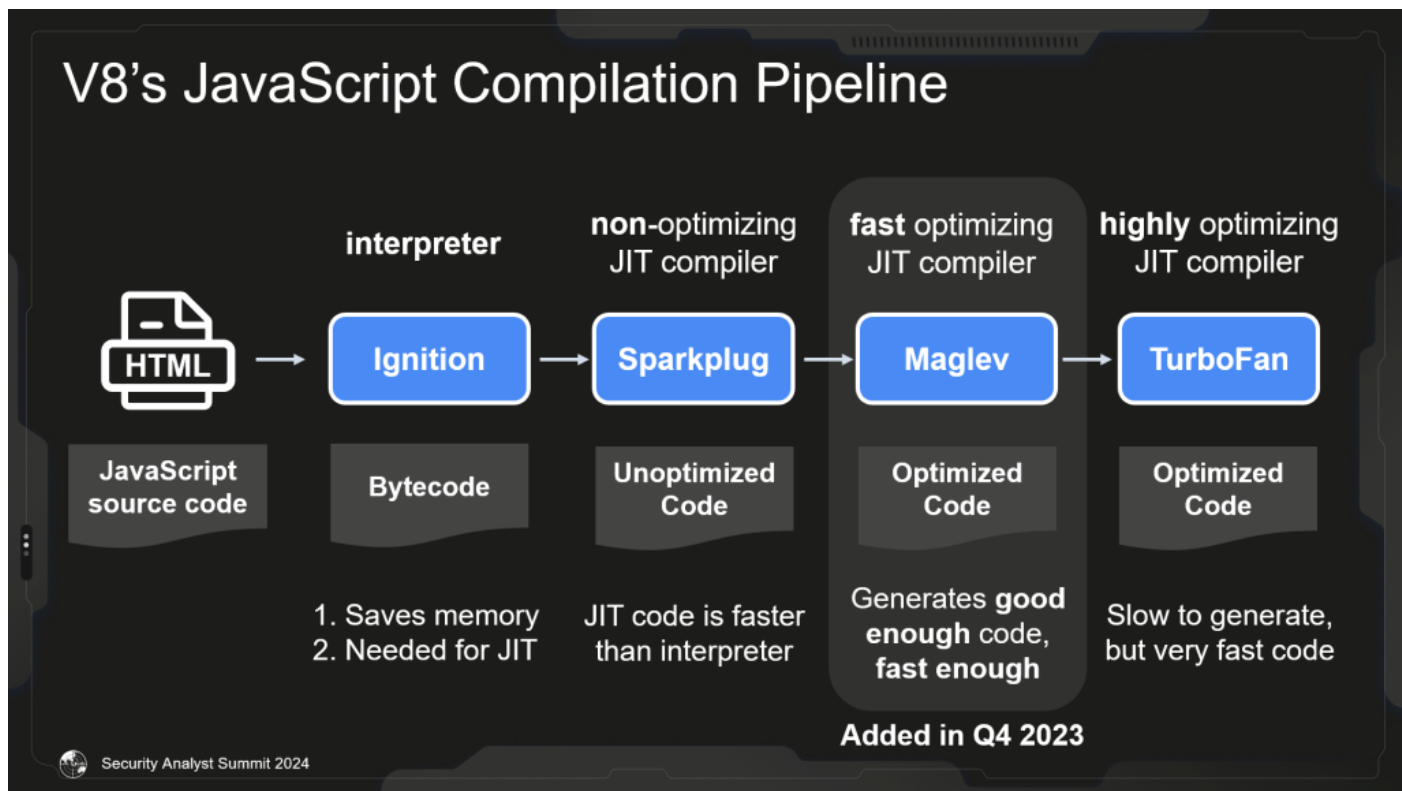 V8’s JavaScript Compilation Pipeline
interpreter
non-optimizing
JIT compiler
fast optimizing
JIT compiler
highly optimizing
JIT compiler
HTML
Ignition
Sparkplug
Maglev
TurboFan
JavaScript
source code
Bytecode
Unoptimized
Code
Optimized
Code
Optimized
Code
1. Saves memory
2. Needed for JIT
JIT code is faster
than interpreter
Generates good
enough code,
fast enough
Slow to generate,
but very fast code
Added in Q4 2023
Security Analyst Summit 2024